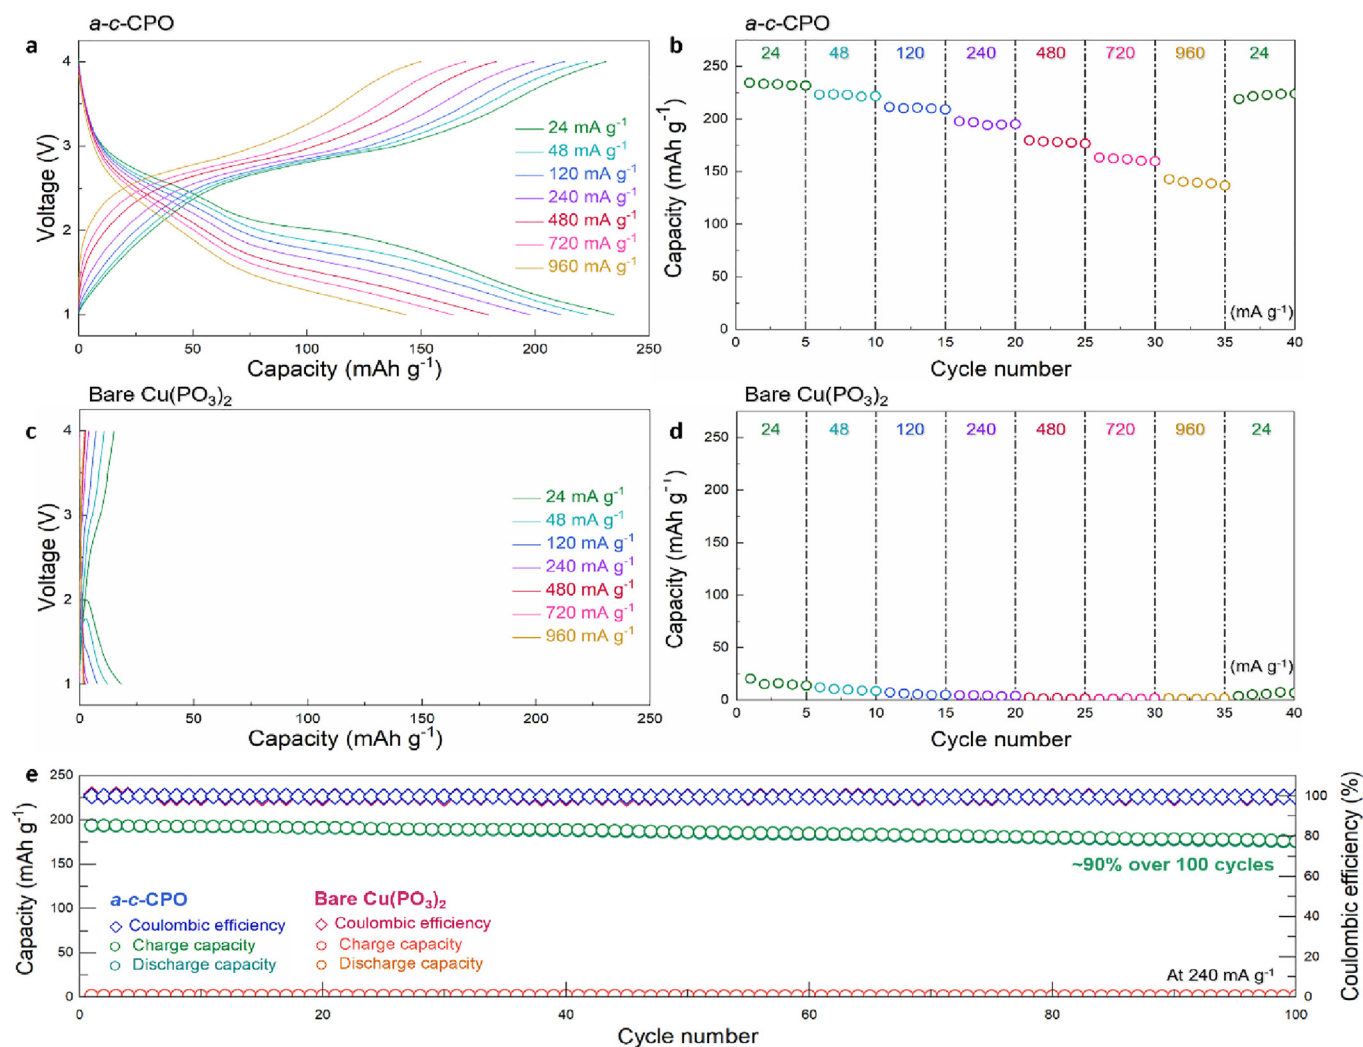 a-c-CPO
a
4
3
2
1
Voltage (V)
24 mA g⁻¹
48 mA g⁻¹
120 mA g⁻¹
240 mA g⁻¹
480 mA g⁻¹
720 mA g⁻¹
960 mA g⁻¹
0 50 100 150 200 250
Capacity (mAh g⁻¹)
a-c-CPO
b
24 48 120 240 480 720 960 24
250
200
150
100
50
0
Capacity (mAh g⁻¹)
(mA g⁻¹)
0 5 10 15 20 25 30 35 40
Cycle number
Bare Cu(PO₃)₂
c
4
3
2
1
Voltage (V)
24 mA g⁻¹
48 mA g⁻¹
120 mA g⁻¹
240 mA g⁻¹
480 mA g⁻¹
720 mA g⁻¹
960 mA g⁻¹
0 50 100 150 200 250
Capacity (mAh g⁻¹)
Bare Cu(PO₃)₂
d
24 48 120 240 480 720 960 24
250
200
150
100
50
0
Capacity (mAh g⁻¹)
(mA g⁻¹)
0 5 10 15 20 25 30 35 40
Cycle number
e
250
200
150
100
50
0
Capacity (mAh g⁻¹)
~90% over 100 cycles
a-c-CPO
Coulombic efficiency
Charge capacity
Discharge capacity
Bare Cu(PO₃)₂
Coulombic efficiency
Charge capacity
Discharge capacity
At 240 mA g⁻¹
100
80
60
40
20
0
Coulombic efficiency (%)
0 20 40 60 80 100
Cycle number